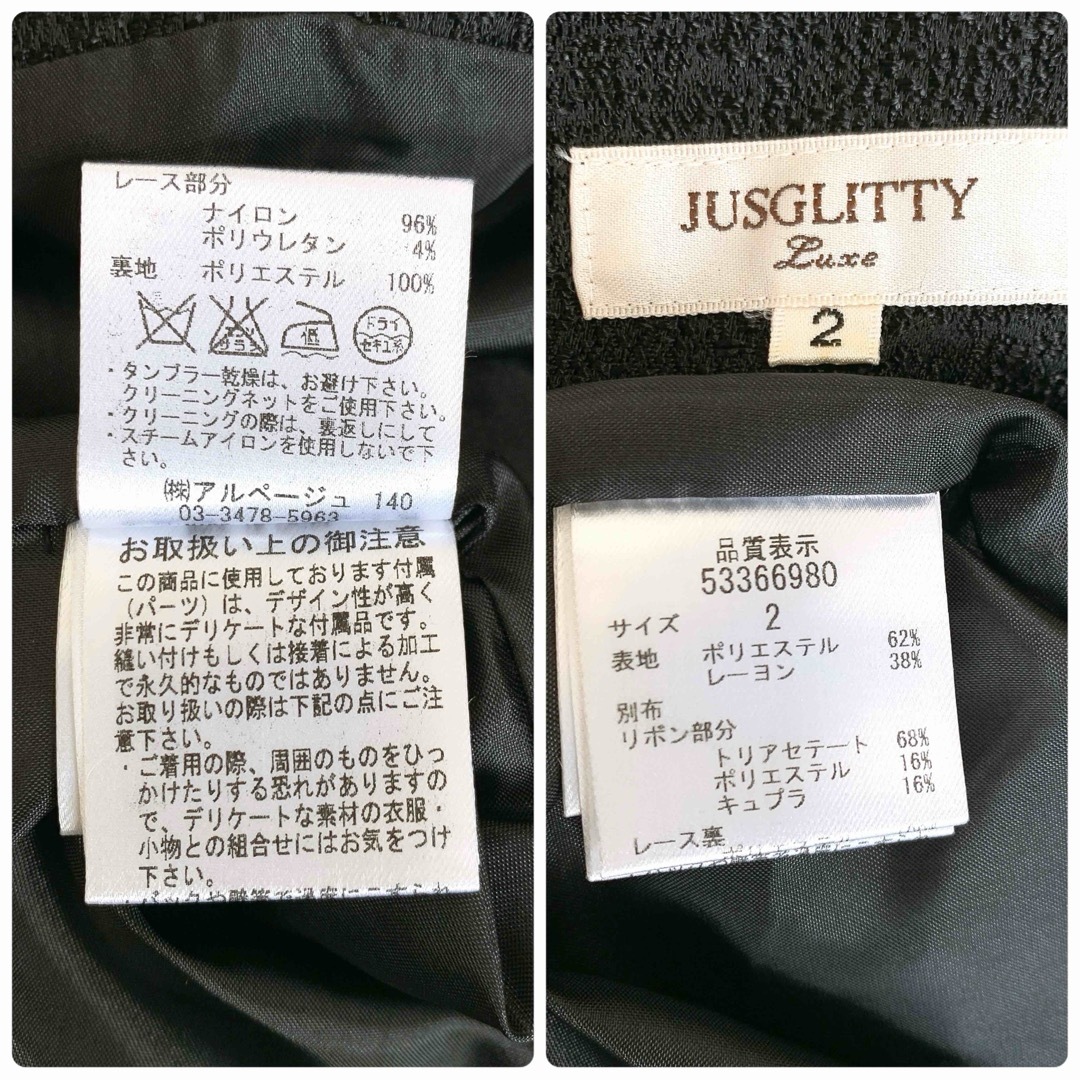 レース部分
ナイロン 96%
ポリウレタン 4%
裏地 ポリエステル 100%
エンソサラシ
低
ドライ
セキユ系
・タンブラー乾燥は、お避け下さい。
クリーニングネットをご使用下さい。
・クリーニングの際は、裏返しにして
・スチームアイロンを使用しないで下
さい。
㈱アルページュ 140
03-3478-5963
お取扱い上の御注意
この商品に使用しております付属
(パーツ)は、デザイン性が高く
非常にデリケートな付属品です。
縫い付けもしくは接着による加工
で永久的なものではありません。
お取り扱いの際は下記の点にご注
意下さい。
・ご着用の際、周囲のものをひっ
かけたりする恐れがありますの
で、デリケートな素材の衣服・
小物との組合せにはお気をつけ
下さい。
JUSGLITTY
Luxe
2
品質表示
53366980
サイズ 2
表地 ポリエステル 62%
レーヨン 38%
別布
リボン部分
トリアセテート 68%
ポリエステル 16%
キュプラ 16%
レース裏